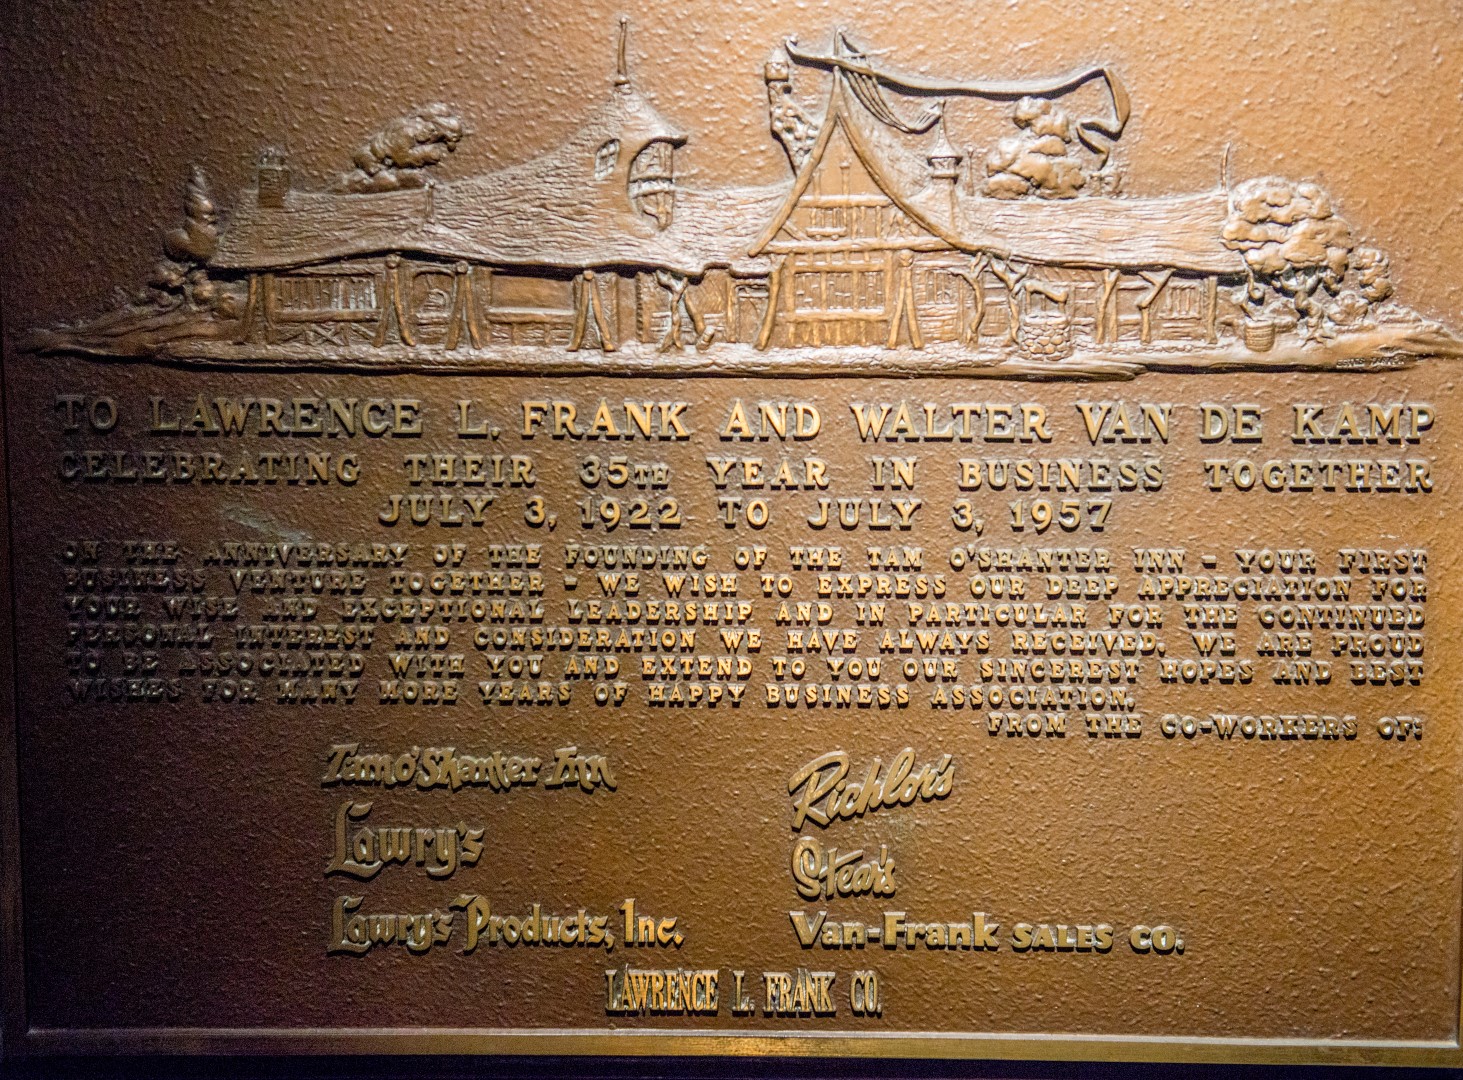 TO LAWRENCE L. FRANK AND WALTER VAN DE KAMP
CELEBRATING THEIR 35TH YEAR IN BUSINESS TOGETHER
JULY 3, 1922 TO JULY 3, 1957
ON THE ANNIVERSARY OF THE FOUNDING OF THE TAM O'SHANTER INN - YOUR FIRST
BUSINESS VENTURE TOGETHER - WE WISH TO EXPRESS OUR DEEP APPRECIATION FOR
YOUR WISE AND EXCEPTIONAL LEADERSHIP AND IN PARTICULAR FOR THE CONTINUED
PERSONAL INTEREST AND CONSIDERATION WE HAVE ALWAYS RECEIVED. WE ARE PROUD
TO BE ASSOCIATED WITH YOU AND EXTEND TO YOU OUR SINCEREST HOPES AND BEST
WISHES FOR MANY MORE YEARS OF HAPPY BUSINESS ASSOCIATION.
FROM THE CO-WORKERS OF:
Tam O'Shanter Inn
Lawry's
Lawry's Products, Inc.
Richlor's
Stear's
Van-Frank SALES CO.
LAWRENCE L. FRANK CO.